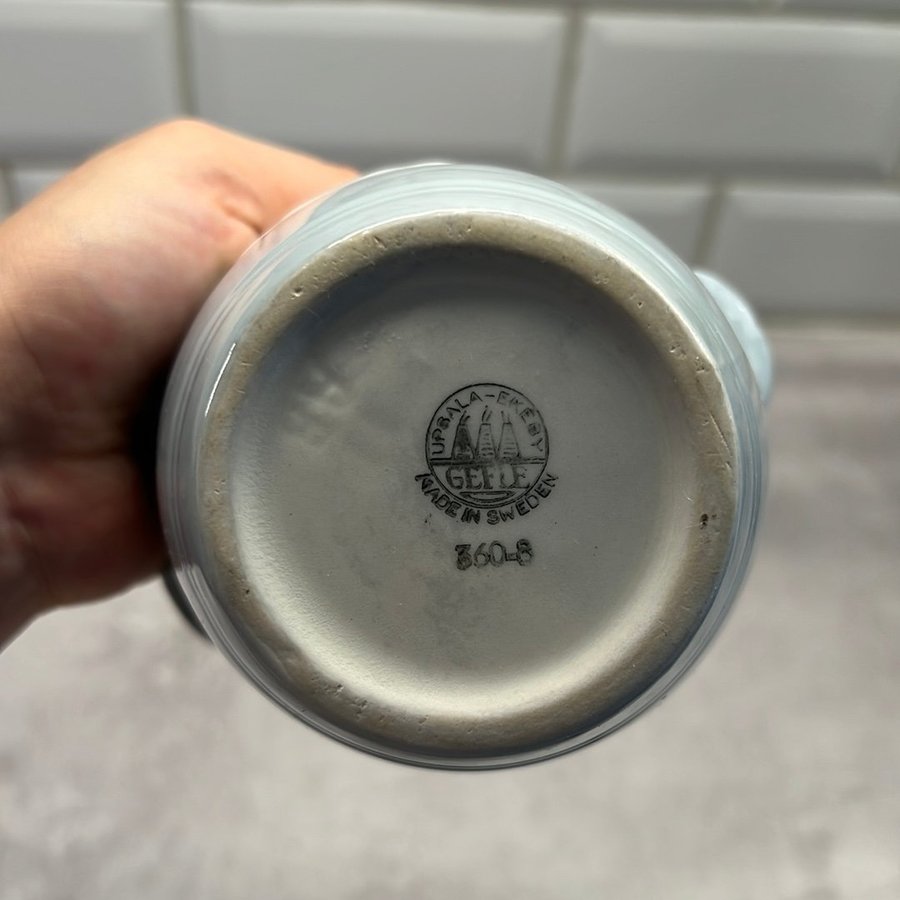 UPSALA-EKEBY
GEFLE
MADE IN SWEDEN
360-8